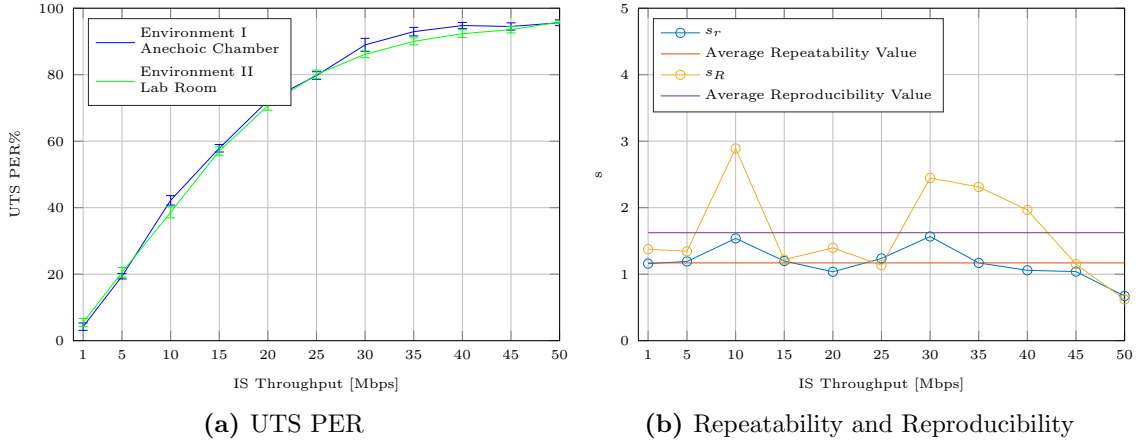 100
80
60
40
20
0
UTS PER%
Environment I
Anechoic Chamber
Environment II
Lab Room
1 5 10 15 20 25 30 35 40 45 50
IS Throughput [Mbps]
(a) UTS PER
5
4
3
2
1
0
s
s_r
Average Repeatability Value
s_R
Average Reproducibility Value
1 5 10 15 20 25 30 35 40 45 50
IS Throughput [Mbps]
(b) Repeatability and Reproducibility